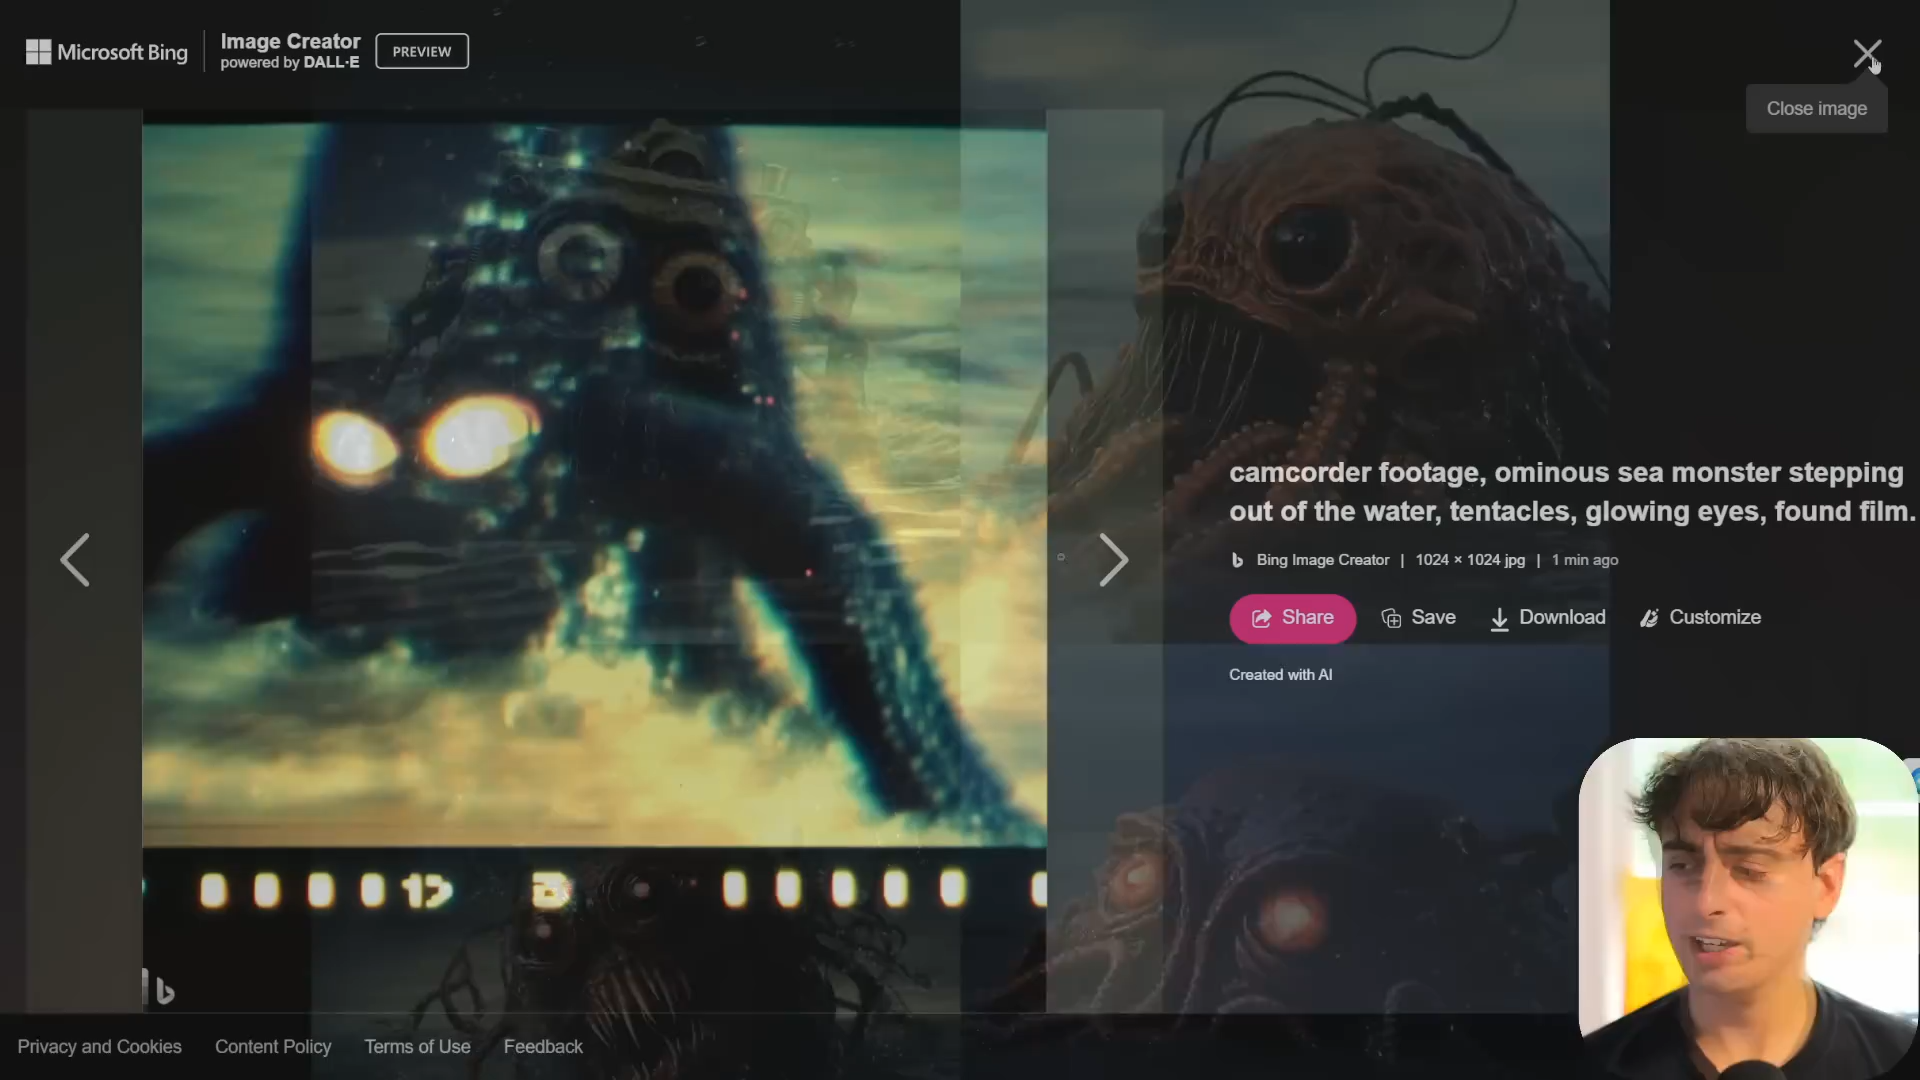 Microsoft Bing
Image Creator
powered by DALL·E
PREVIEW
Close image
camcorder footage, ominous sea monster stepping
out of the water, tentacles, glowing eyes, found film.
Bing Image Creator | 1024 × 1024 jpg | 1 min ago
Share
Save
Download
Customize
Created with AI
Privacy and Cookies
Content Policy
Terms of Use
Feedback